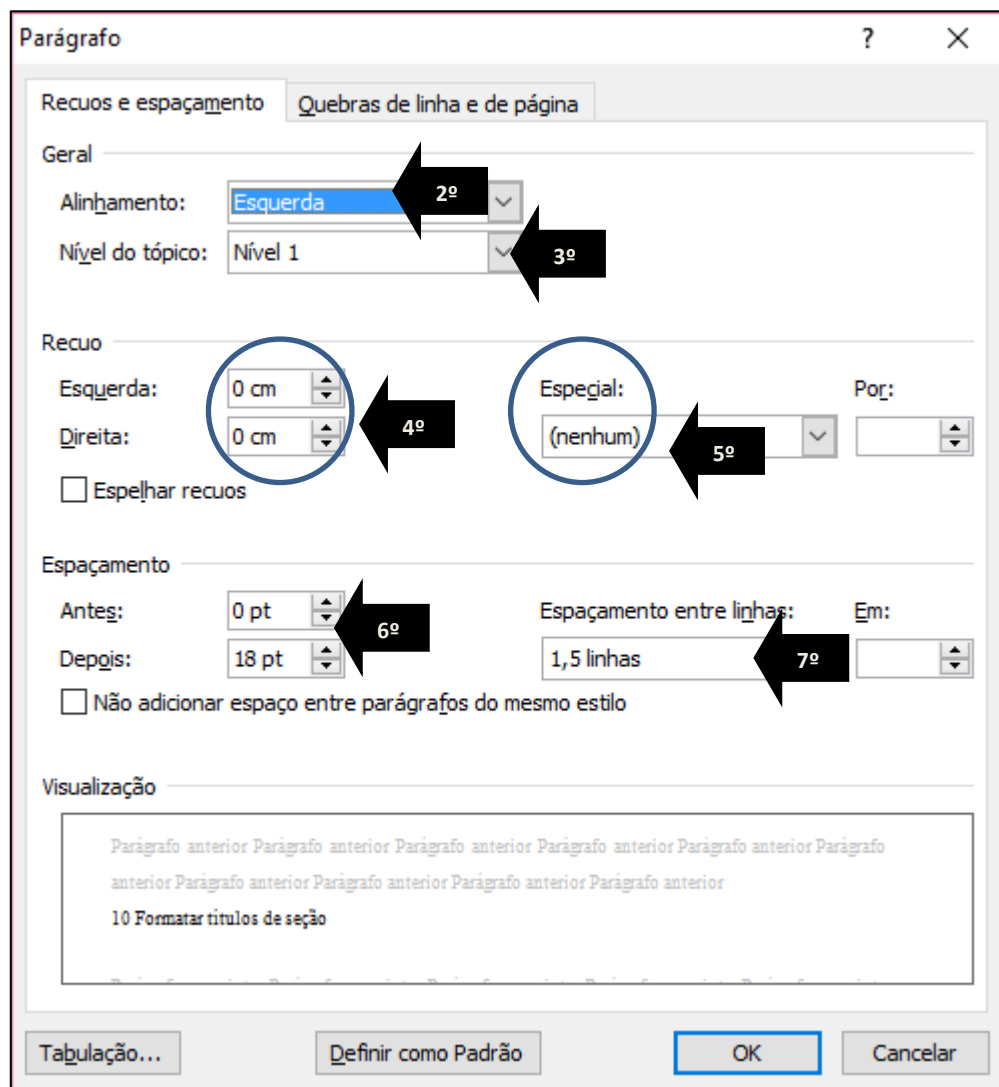 Parágrafo ?
Recuos e espaçamento Quebras de linha e de página
Geral
Alinhamento: Esquerda 2º
Nível do tópico: Nível 1 3º
Recuo
Esquerda: 0 cm Especial: Por:
Direita: 0 cm 4º (nenhum) 5º
Espelhar recuos
Espaçamento
Antes: 0 pt 6º Espaçamento entre linhas: Em:
Depois: 18 pt 1,5 linhas 7º
Não adicionar espaço entre parágrafos do mesmo estilo
Visualização
Parágrafo anterior Parágrafo anterior Parágrafo anterior Parágrafo anterior Parágrafo anterior Parágrafo
anterior Parágrafo anterior Parágrafo anterior Parágrafo anterior Parágrafo anterior
10 Formatar titulos de seção
Tabulação... Definir como Padrão OK Cancelar